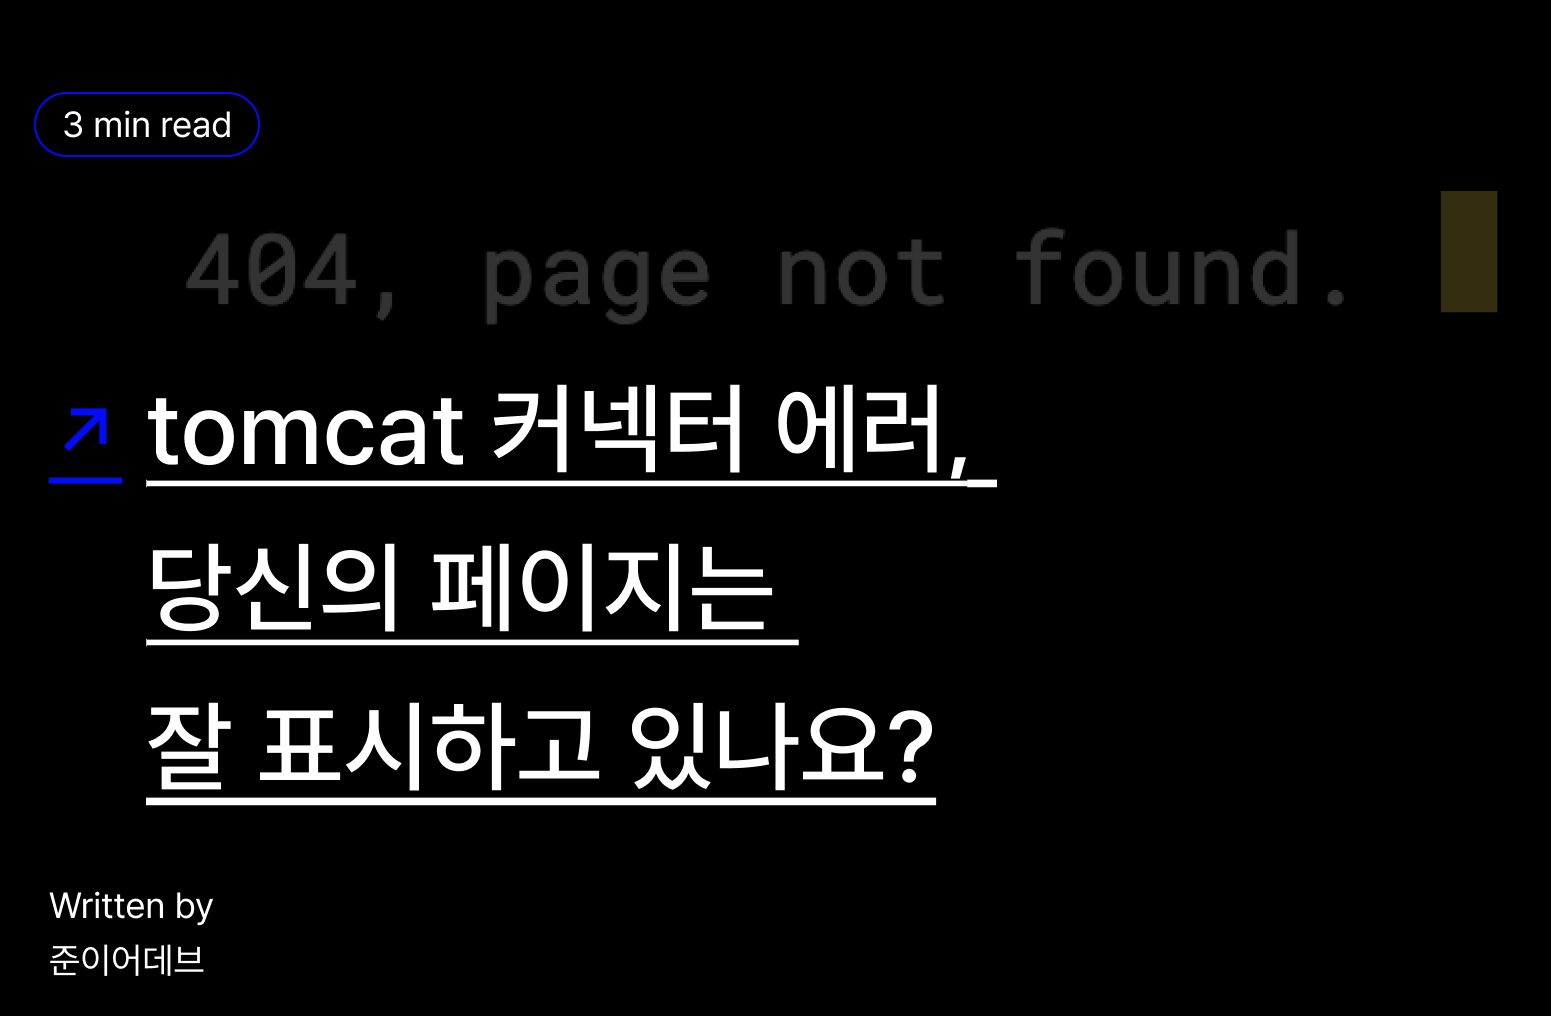 3 min read
404, page not found.
tomcat 커넥터 에러,
당신의 페이지는
잘 표시하고 있나요?
Written by
준이어데브